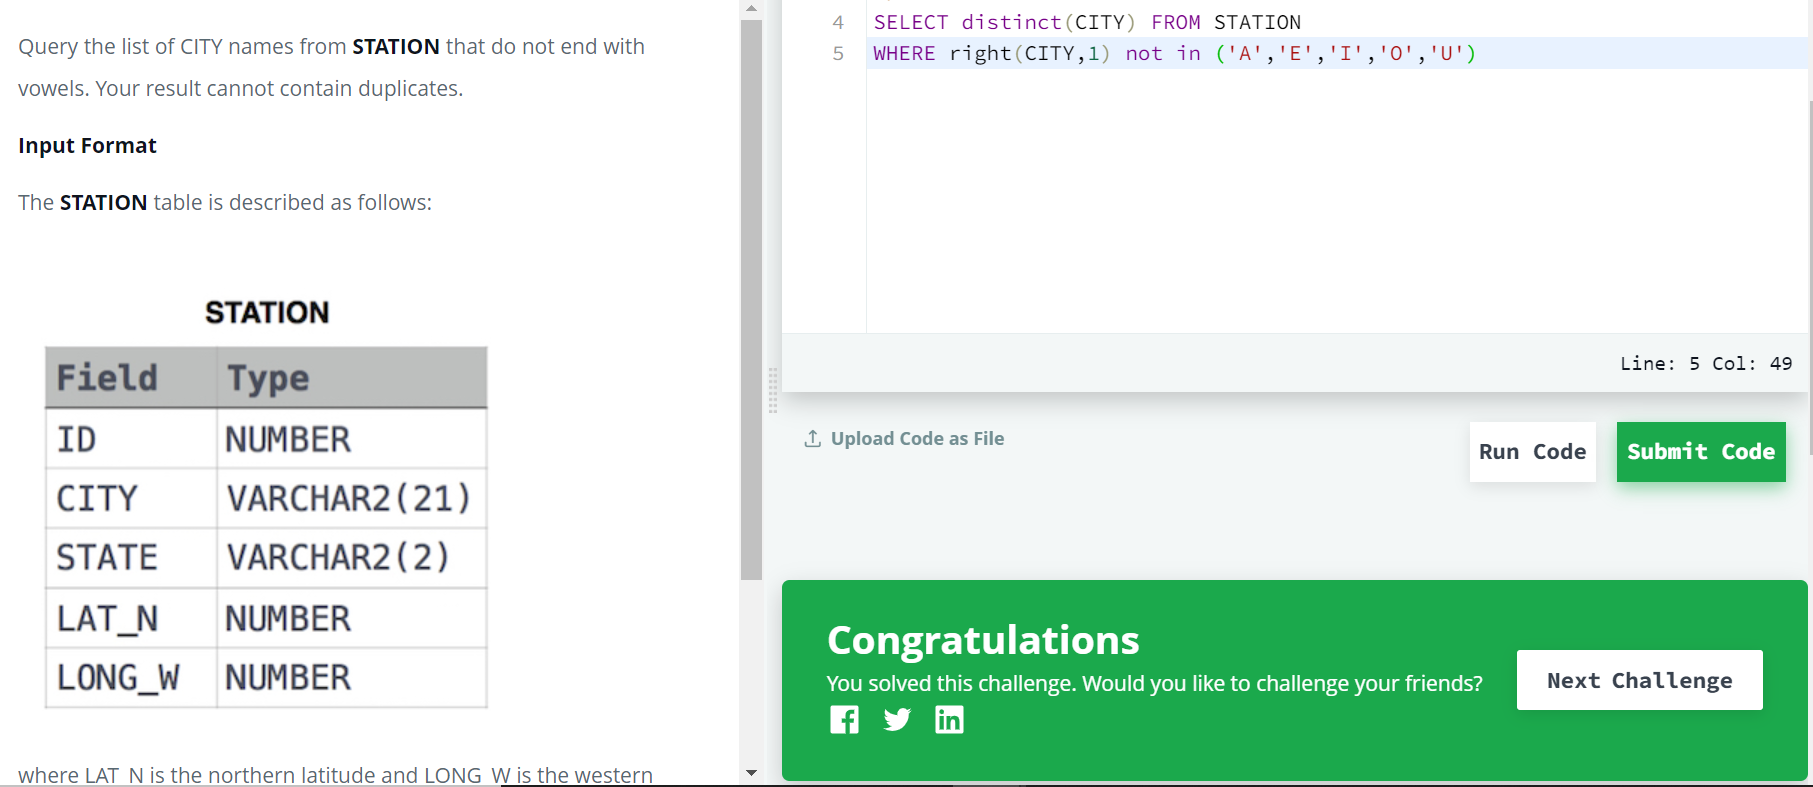 Query the list of CITY names from STATION that do not end with
vowels. Your result cannot contain duplicates.
Input Format
The STATION table is described as follows:
STATION
Field Type
ID NUMBER
CITY VARCHAR2(21)
STATE VARCHAR2(2)
LAT_N NUMBER
LONG_W NUMBER
where LAT_N is the northern latitude and LONG_W is the western
4 SELECT distinct(CITY) FROM STATION
5 WHERE right(CITY,1) not in ('A','E','I','O','U')
Line: 5 Col: 49
Upload Code as File
Run Code
Submit Code
Congratulations
You solved this challenge. Would you like to challenge your friends?
Next Challenge